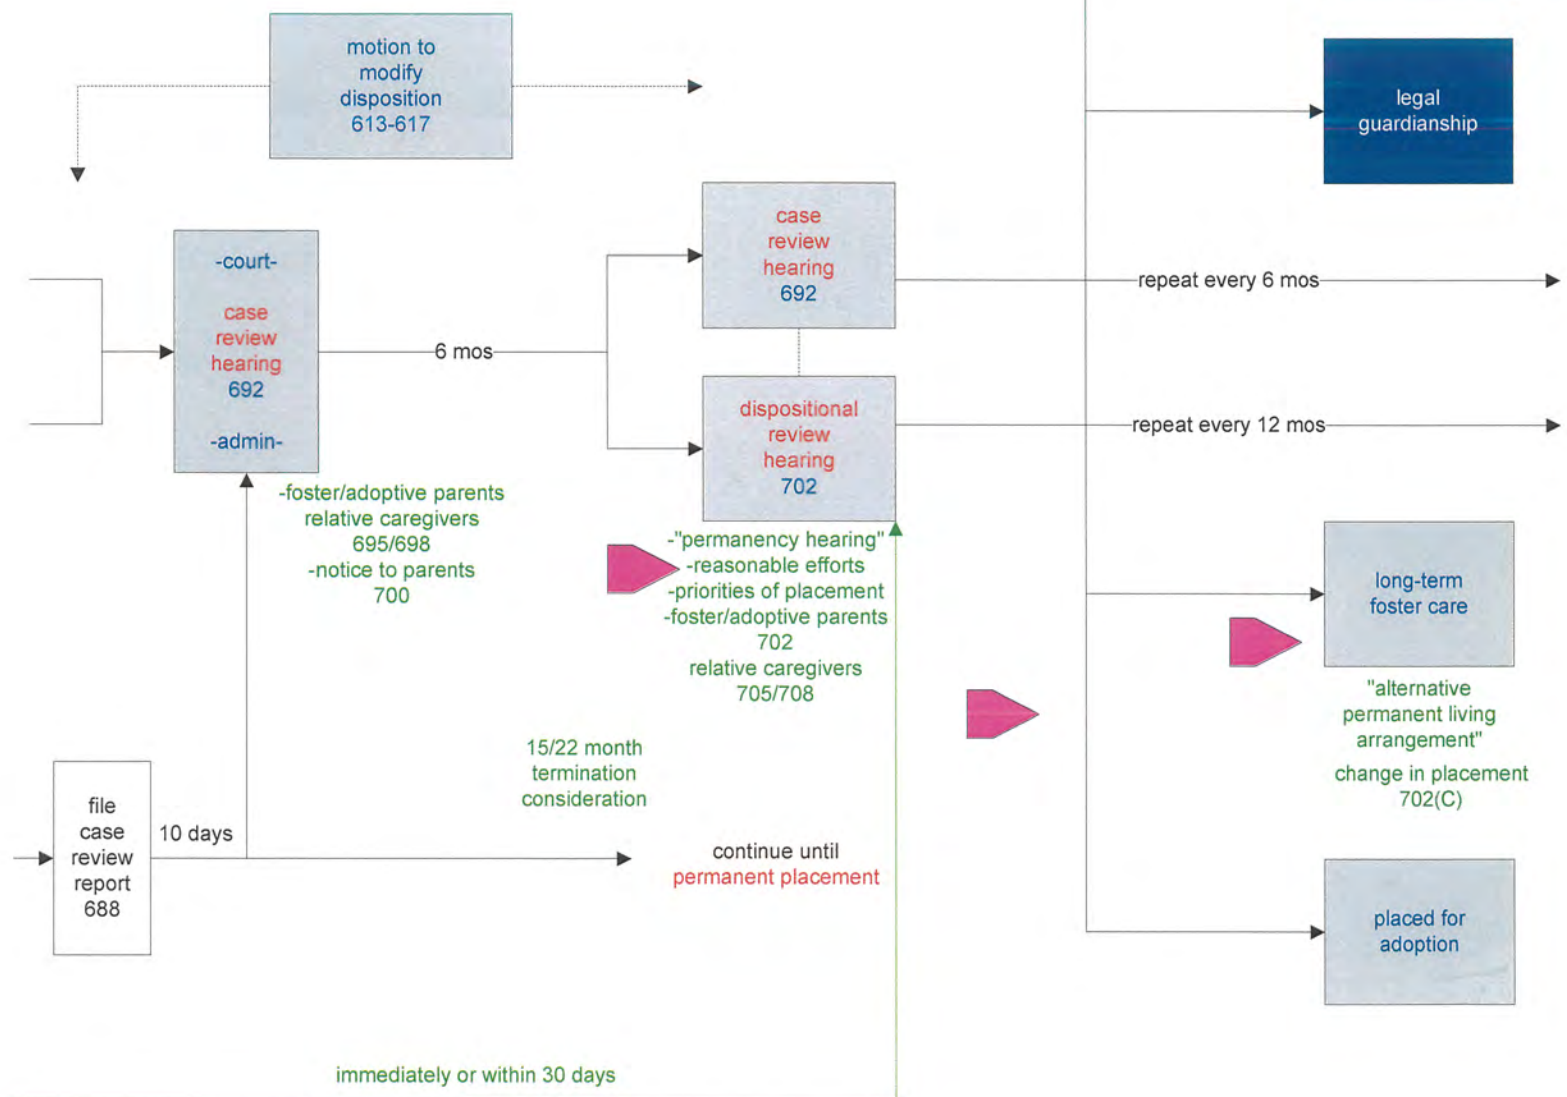 motion to
modify
disposition
613-617
legal
guardianship
-court-
case
review
hearing
692
-admin-
6 mos
case
review
hearing
692
repeat every 6 mos
dispositional
review
hearing
702
repeat every 12 mos
-foster/adoptive parents
relative caregivers
695/698
-notice to parents
700
-"permanency hearing"
-reasonable efforts
-priorities of placement
-foster/adoptive parents
702
relative caregivers
705/708
long-term
foster care
"alternative
permanent living
arrangement"
change in placement
702(C)
15/22 month
termination
consideration
file
case
review
report
688
10 days
continue until
permanent placement
placed for
adoption
immediately or within 30 days